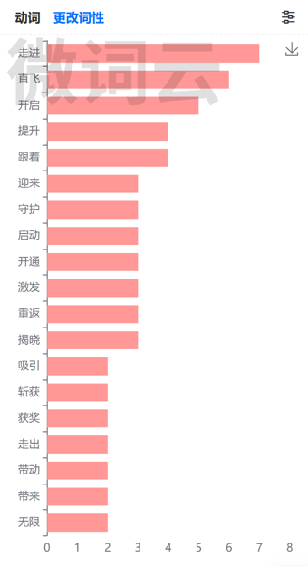 动词 更改词性
微词云
走进
直飞
开启
提升
跟着
迎来
守护
启动
开通
激发
重返
揭晓
吸引
斩获
获奖
走出
带动
带来
无限
0 1 2 3 4 5 6 7 8